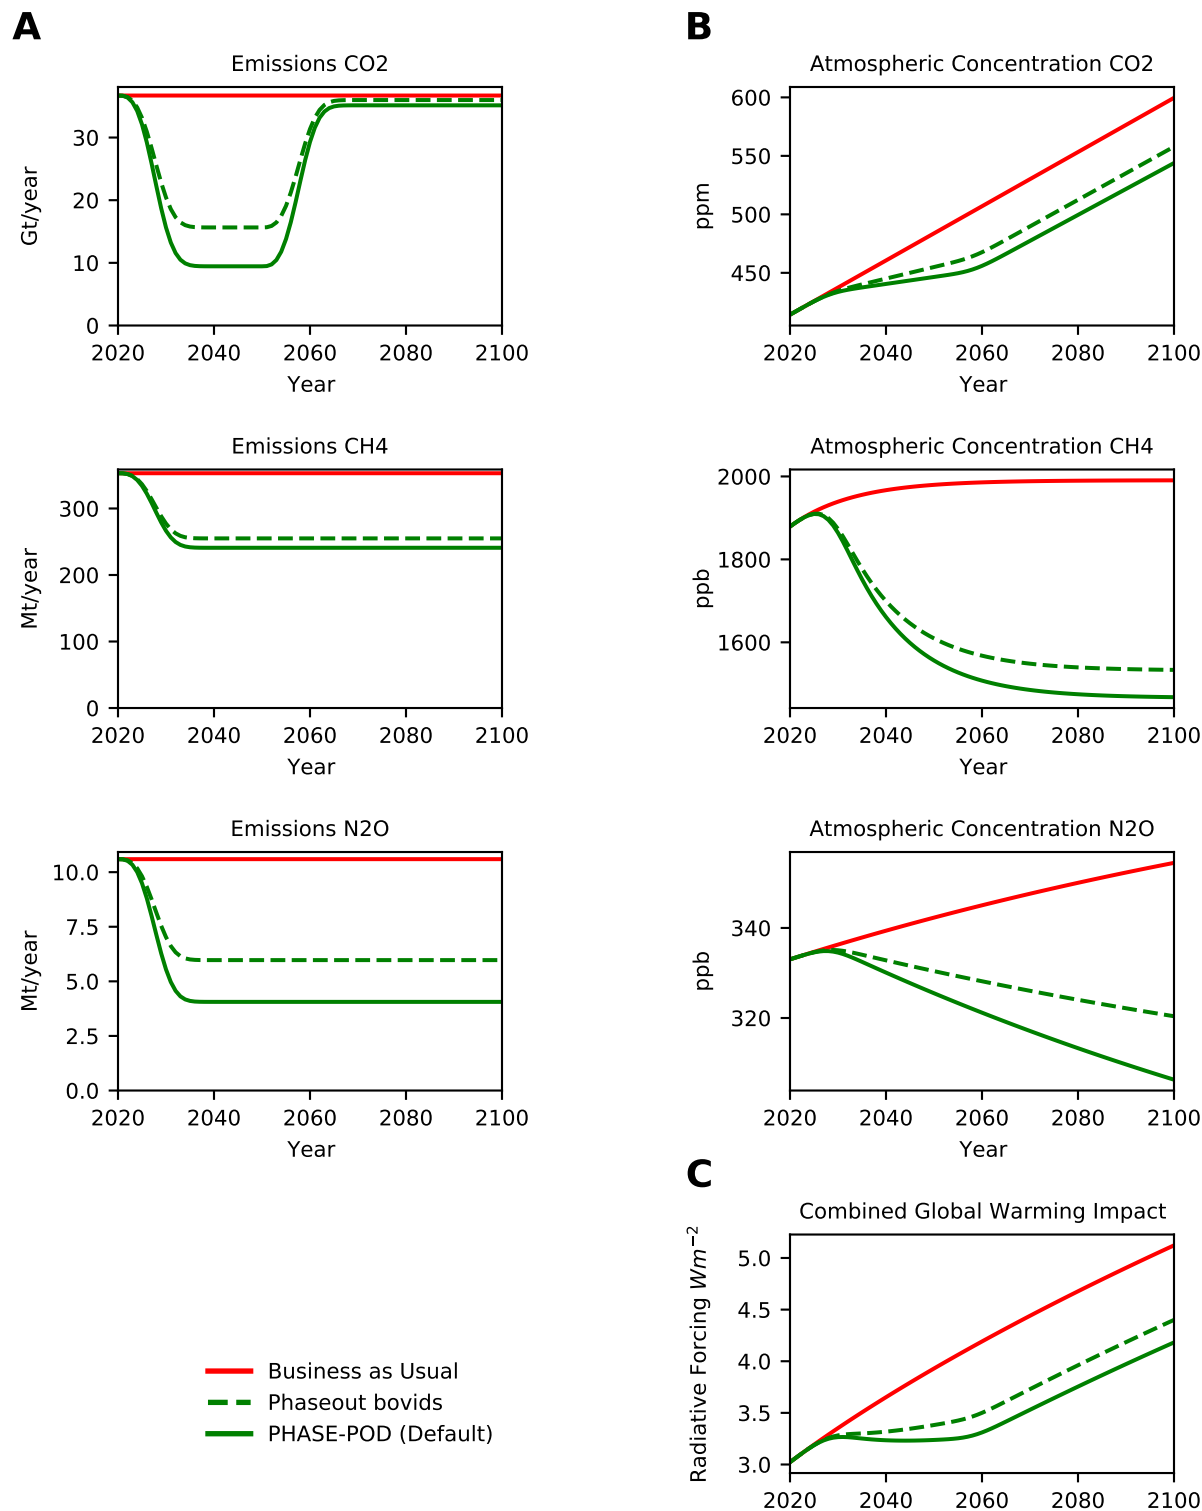 A
B
Emissions CO2
Gt/year
30
20
10
0
2020 2040 2060 2080 2100
Year
Atmospheric Concentration CO2
ppm
600
550
500
450
2020 2040 2060 2080 2100
Year
Emissions CH4
Mt/year
300
200
100
0
2020 2040 2060 2080 2100
Year
Atmospheric Concentration CH4
ppb
2000
1800
1600
2020 2040 2060 2080 2100
Year
Emissions N2O
Mt/year
10.0
7.5
5.0
2.5
0.0
2020 2040 2060 2080 2100
Year
Atmospheric Concentration N2O
ppb
340
320
2020 2040 2060 2080 2100
Year
C
Combined Global Warming Impact
Radiative Forcing Wm⁻²
5.0
4.5
4.0
3.5
3.0
2020 2040 2060 2080 2100
Business as Usual
Phaseout bovids
PHASE-POD (Default)